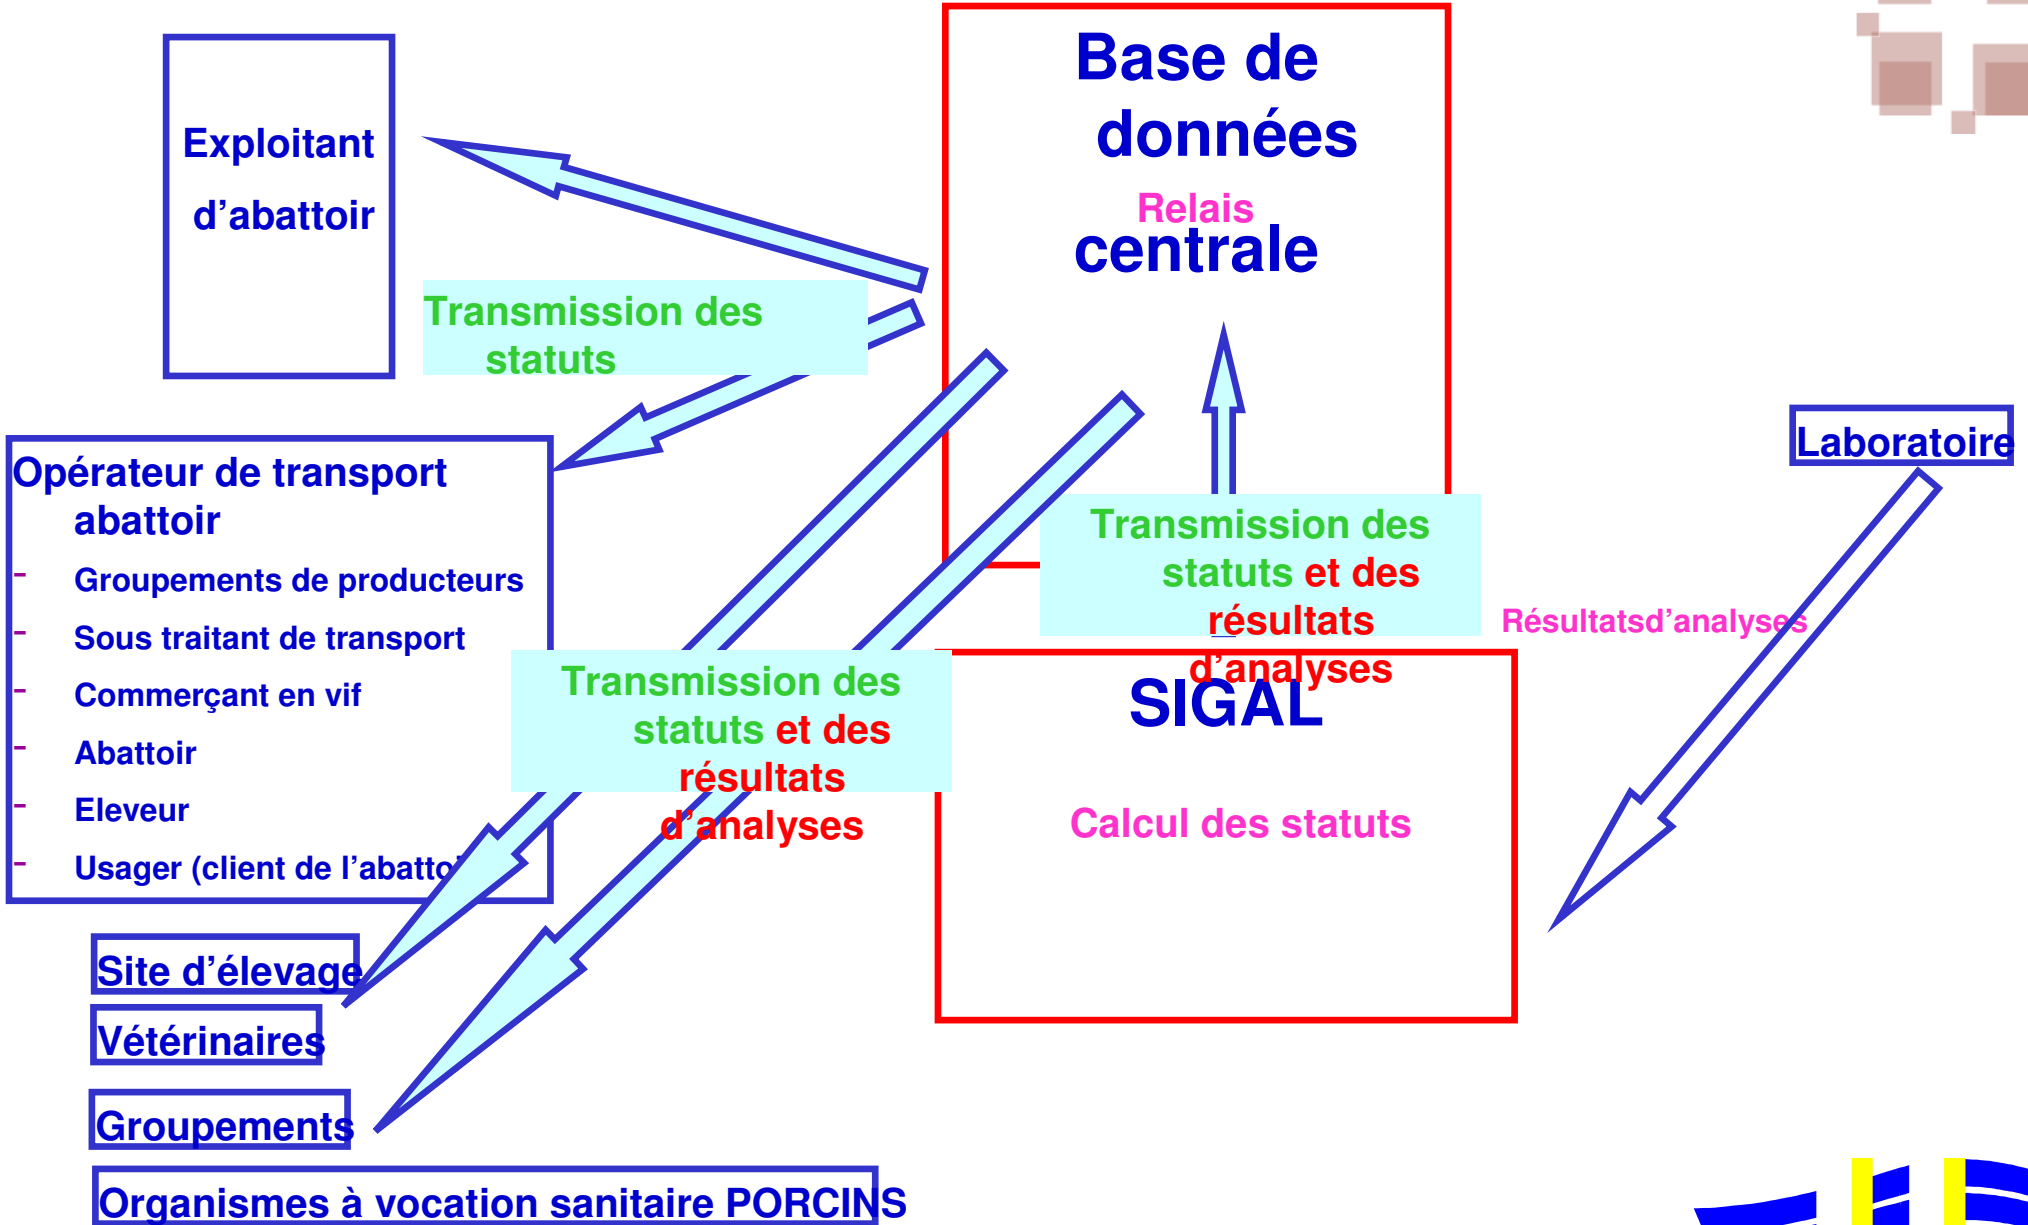 Exploitant
d’abattoir
Base de
données
Relais
centrale
Transmission des
statuts
Laboratoire
Opérateur de transport
abattoir
- Groupements de producteurs
- Sous traitant de transport
- Commerçant en vif
- Abattoir
- Eleveur
- Usager (client de l’abattoi
Transmission des
statuts et des
résultats
d’analyses
Résultatsd’analyses
Transmission des
statuts et des
résultats
d’analyses
SIGAL
Calcul des statuts
Site d’élevage
Vétérinaires
Groupements
Organismes à vocation sanitaire PORCINS